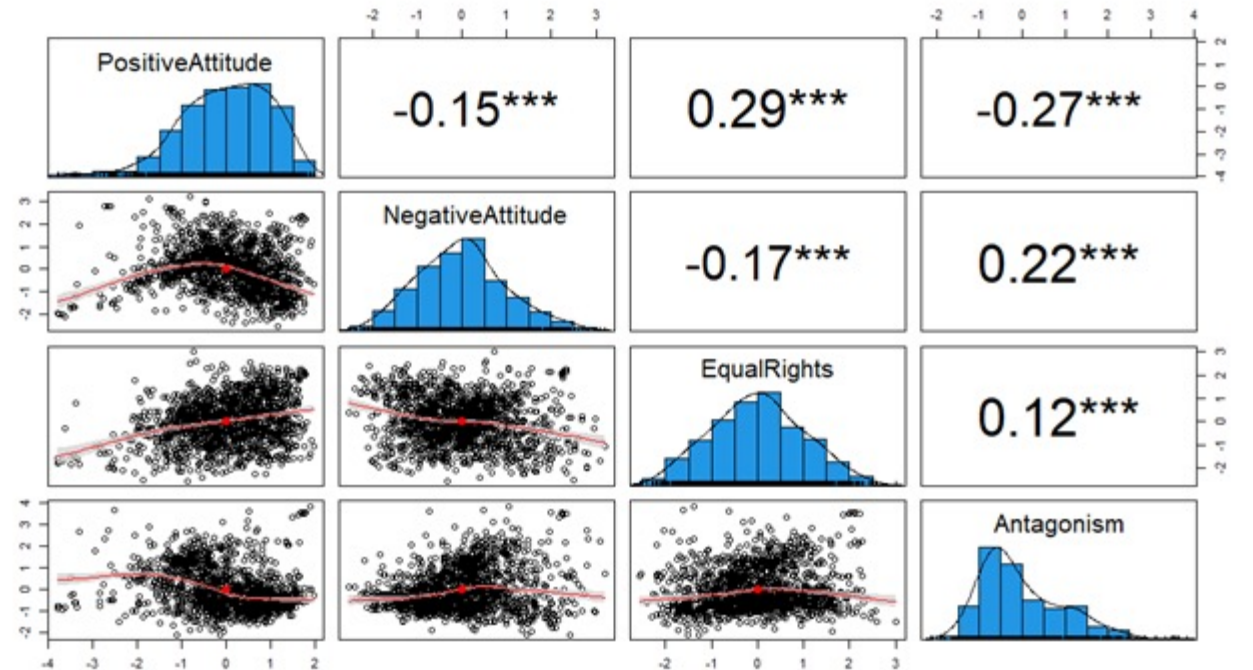 -2 -1 0 1 2 3 -2 -1 0 1 2 3 4
PositiveAttitude
-0.15***
0.29***
-0.27***
2 1 0 -1 -2 -3 -4
3 2 1 0 -1 -2
NegativeAttitude
-0.17***
0.22***
EqualRights
0.12***
3 2 1 0 -1 -2
4 3 2 1 0 -1 -2
Antagonism
-4 -3 -2 -1 0 1 2 -2 -1 0 1 2 3